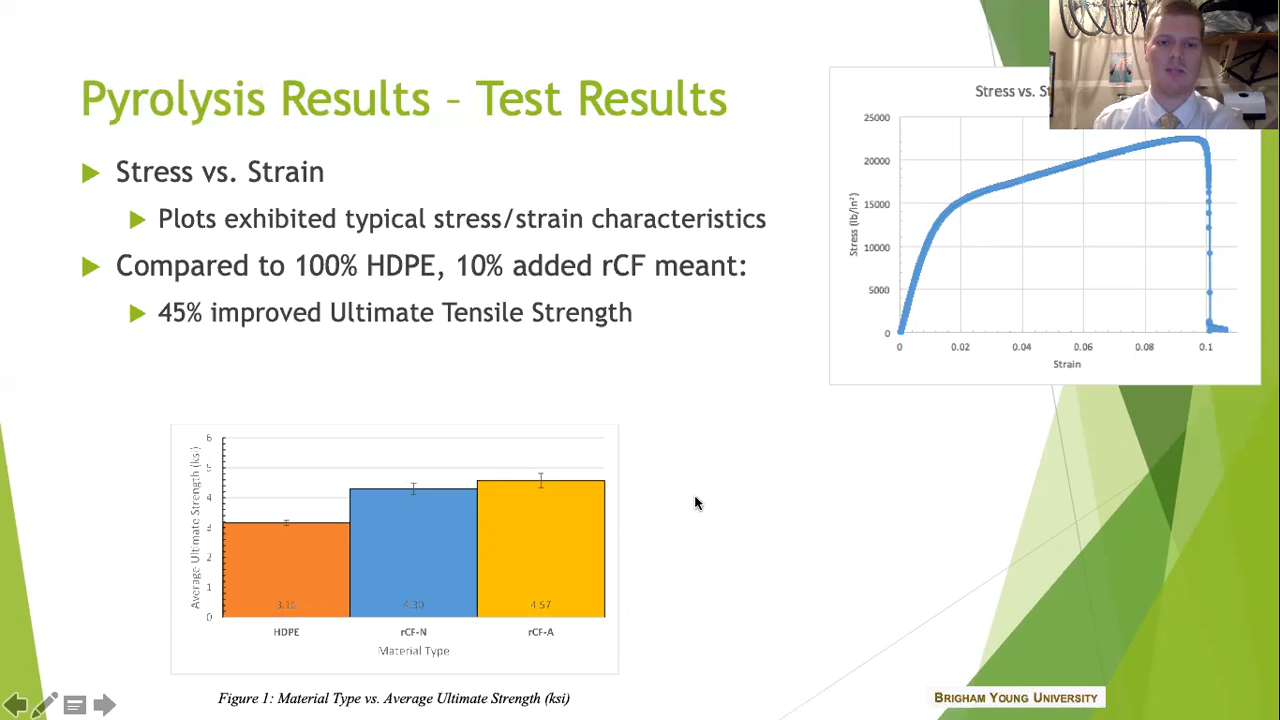 Pyrolysis Results – Test Results
Stress vs. Strain
Plots exhibited typical stress/strain characteristics
Compared to 100% HDPE, 10% added rCF meant:
45% improved Ultimate Tensile Strength
Stress vs.
25000
20000
15000
10000
5000
0
Stress (lb/in²)
0 0.02 0.04 0.06 0.08 0.1
Strain
6
5
4
3
2
1
0
Average Ultimate Strength (ksi)
4.30 4.57
HDPE rCF-N rCF-A
Material Type
Figure 1: Material Type vs. Average Ultimate Strength (ksi)
BRIGHAM YOUNG UNIVERSITY